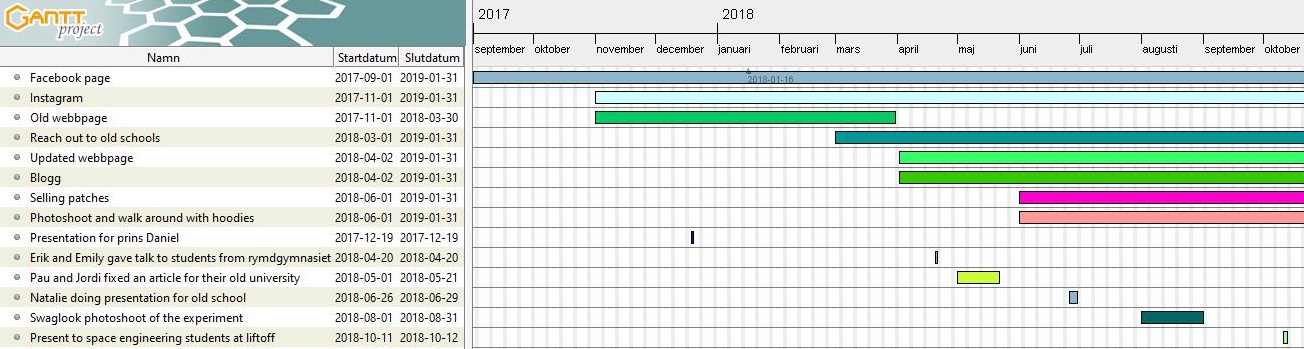 GANTT
project
2017 2018
Namn Startdatum Slutdatum september oktober november december januari februari mars april maj juni juli augusti september oktober
Facebook page 2017-09-01 2019-01-31 2018-01-16
Instagram 2017-11-01 2019-01-31
Old webbpage 2017-11-01 2018-03-30
Reach out to old schools 2018-03-01 2019-01-31
Updated webbpage 2018-04-02 2019-01-31
Blogg 2018-04-02 2019-01-31
Selling patches 2018-06-01 2019-01-31
Photoshoot and walk around with hoodies 2018-06-01 2019-01-31
Presentation for prins Daniel 2017-12-19 2017-12-19
Erik and Emily gave talk to students from rymdgymnasiet 2018-04-20 2018-04-20
Pau and Jordi fixed an article for their old university 2018-05-01 2018-05-21
Natalie doing presentation for old school 2018-06-26 2018-06-29
Swaglook photoshoot of the experiment 2018-08-01 2018-08-31
Present to space engineering students at liftoff 2018-10-11 2018-10-12